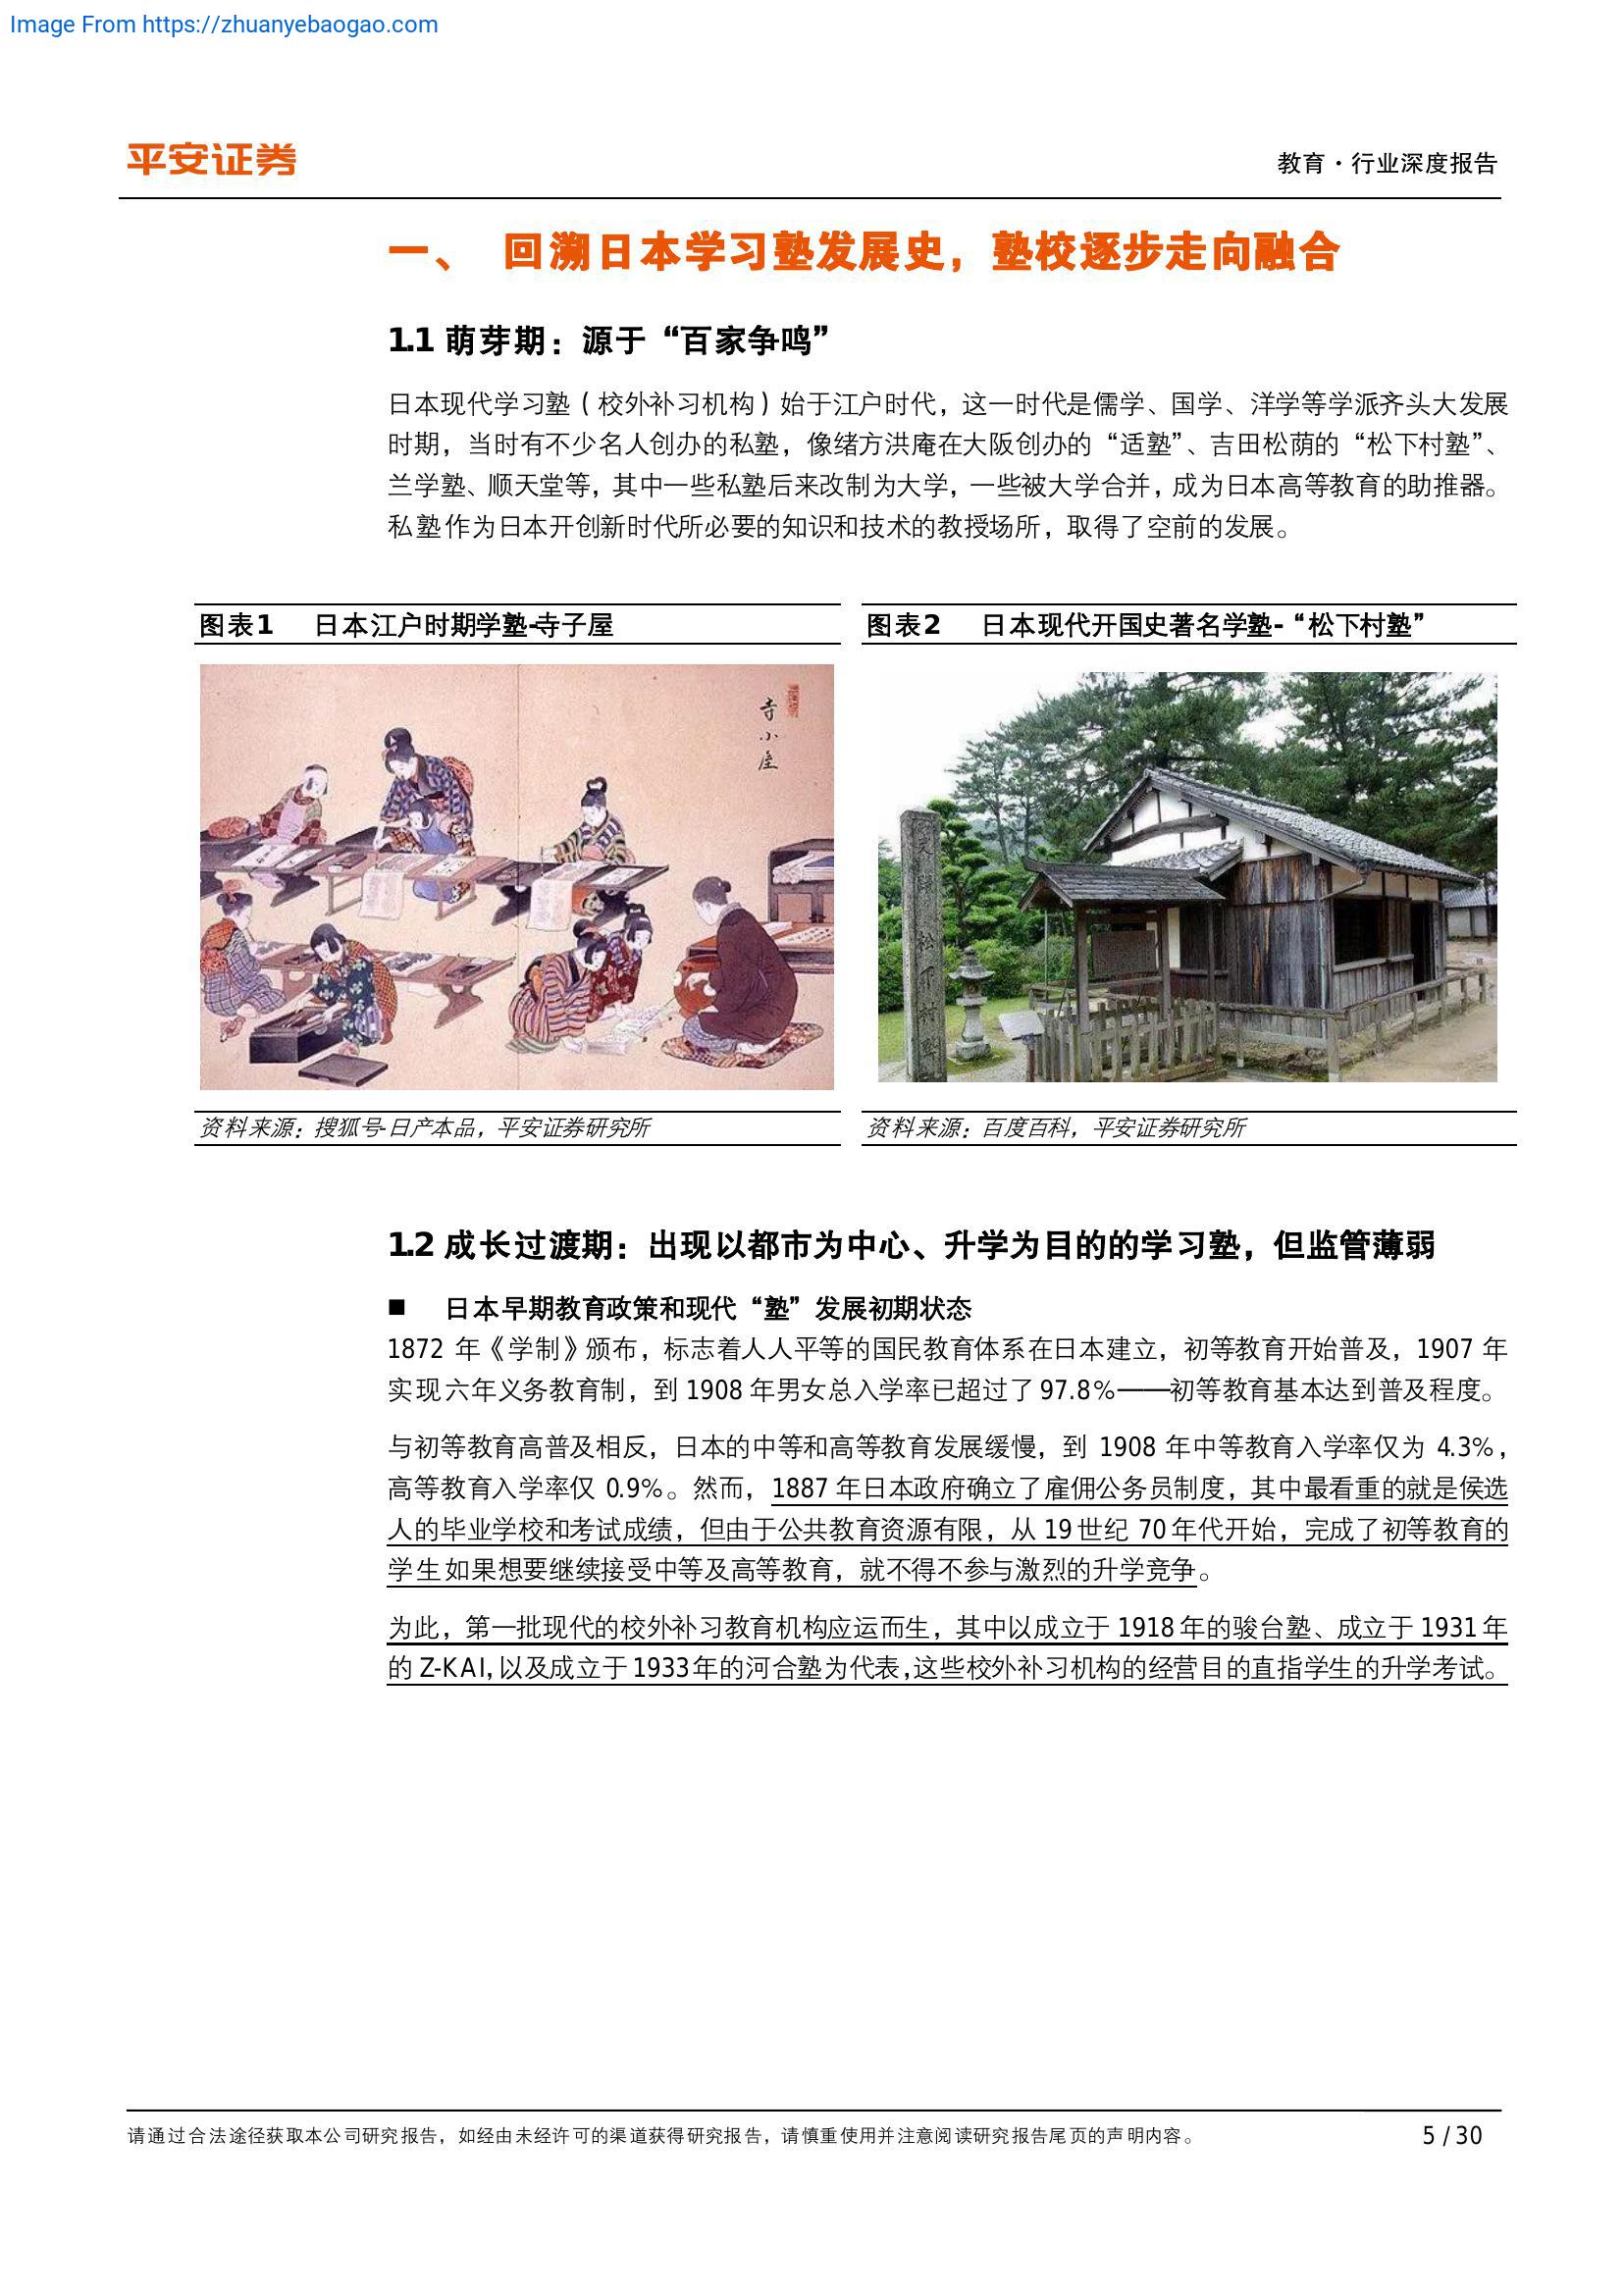 Image From https://zhuanyebaogao.com
平安证券
教育·行业深度报告
一、 回溯日本学习塾发展史，塾校逐步走向融合
1.1 萌芽期：源于“百家争鸣”
日本现代学习塾（校外补习机构）始于江户时代，这一时代是儒学、国学、洋学等学派齐头大发展
时期，当时有不少名人创办的私塾，像绪方洪庵在大阪创办的“适塾”、吉田松荫的“松下村塾”、
兰学塾、顺天堂等，其中一些私塾后来改制为大学，一些被大学合并，成为日本高等教育的助推器。
私塾作为日本开创新时代所必要的知识和技术的教授场所，取得了空前的发展。
图表1 日本江户时期学塾-寺子屋
图表2 日本现代开国史著名学塾-“松下村塾”
寺小屋
松下村塾
资料来源：搜狐号-日产本品，平安证券研究所
资料来源：百度百科，平安证券研究所
1.2 成长过渡期：出现以都市为中心、升学为目的的学习塾，但监管薄弱
■ 日本早期教育政策和现代“塾”发展初期状态
1872 年《学制》颁布，标志着人人平等的国民教育体系在日本建立，初等教育开始普及，1907 年
实现六年义务教育制，到 1908 年男女总入学率已超过了 97.8%——初等教育基本达到普及程度。
与初等教育高普及相反，日本的中等和高等教育发展缓慢，到 1908 年中等教育入学率仅为 4.3%，
高等教育入学率仅 0.9%。然而，1887 年日本政府确立了雇佣公务员制度，其中最看重的就是侯选
人的毕业学校和考试成绩，但由于公共教育资源有限，从 19 世纪 70 年代开始，完成了初等教育的
学生如果想要继续接受中等及高等教育，就不得不参与激烈的升学竞争。
为此，第一批现代的校外补习教育机构应运而生，其中以成立于 1918 年的骏台塾、成立于 1931 年
的 Z-KAI，以及成立于 1933 年的河合塾为代表，这些校外补习机构的经营目的直指学生的升学考试。
请通过合法途径获取本公司研究报告，如经由未经许可的渠道获得研究报告，请慎重使用并注意阅读研究报告尾页的声明内容。
5 / 30